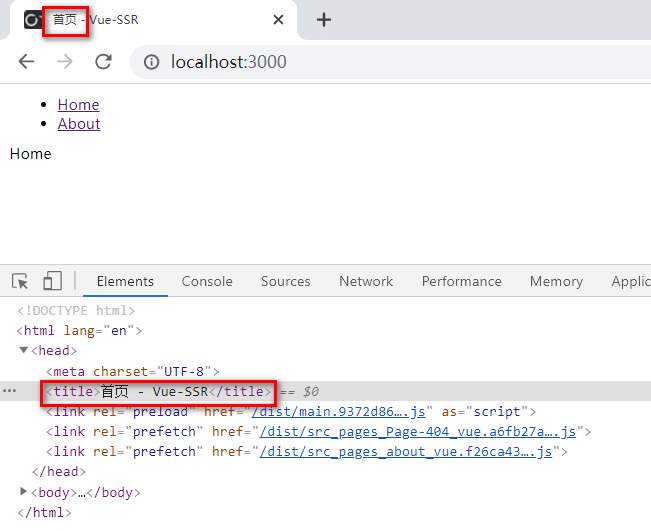 首页 - Vue-SSR
localhost:3000
Home
About
Home
Elements Console Sources Network Performance Memory Applic
<!DOCTYPE html>
<html lang="en">
<head>
<meta charset="UTF-8">
<title>首页 - Vue-SSR</title> == $0
<link rel="preload" href="/dist/main.9372d86….js" as="script">
<link rel="prefetch" href="/dist/src_pages_Page-404_vue.a6fb27a….js">
<link rel="prefetch" href="/dist/src_pages_about_vue.f26ca43….js">
</head>
<body>…</body>
</html>